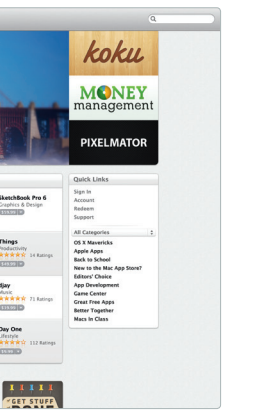 koku
MONEY
management
PIXELMATOR
Quick Links
Sign In
Account
Redeem
Support
All Categories
OS X Mavericks
Apple Apps
Back to School
New to the Mac App Store?
Editors' Choice
App Development
Game Center
Great Free Apps
Better Together
Macs in Class
SketchBook Pro 6
Graphics & Design
Things
Productivity
14 Ratings
djay
Music
71 Ratings
Day One
Lifestyle
112 Ratings
GET STUFF